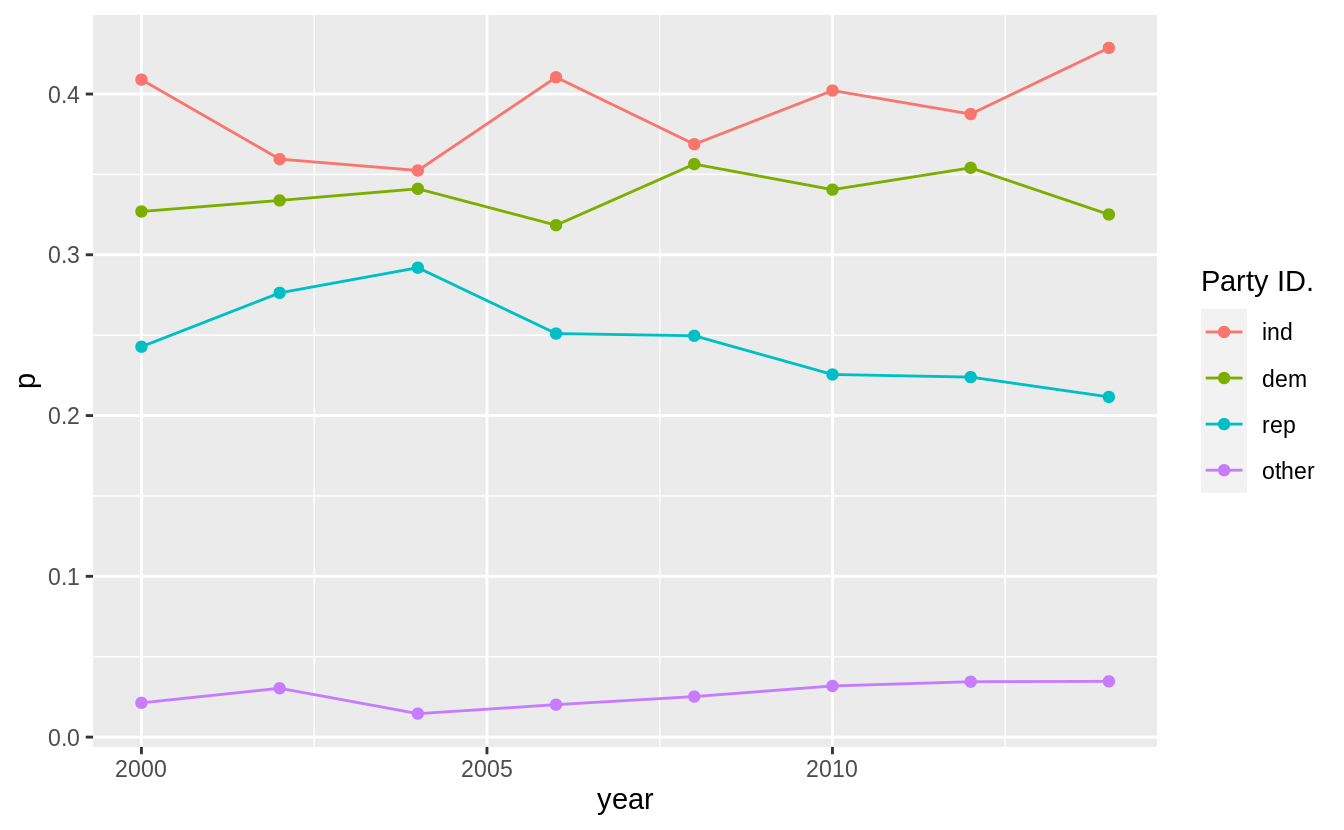 0.4
0.3
0.2
0.1
0.0
p
2000 2005 2010
year
Party ID.
ind
dem
rep
other